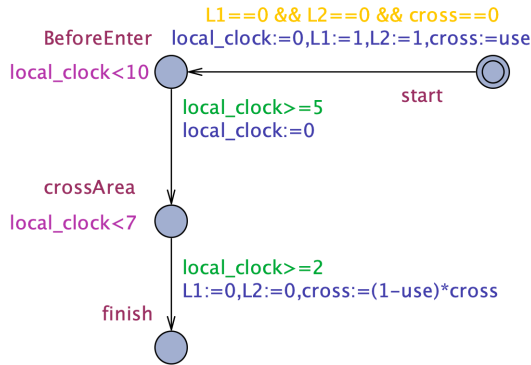 L1==0 && L2==0 && cross==0
BeforeEnter
local_clock:=0,L1:=1,L2:=1,cross:=use
local_clock<10
start
local_clock>=5
local_clock:=0
crossArea
local_clock<7
local_clock>=2
L1:=0,L2:=0,cross:=(1-use)*cross
finish